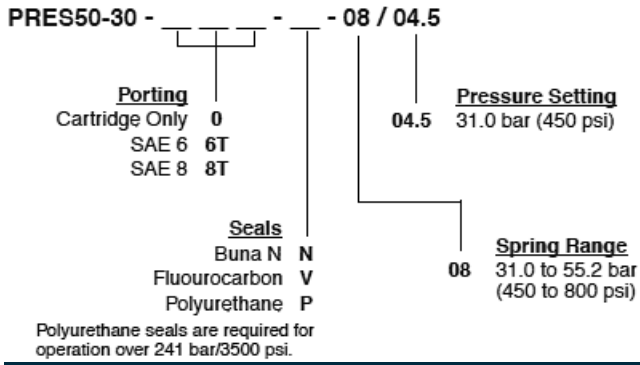 PRES50-30 - __ __ __ - __ - 08 / 04.5
Porting
Cartridge Only 0
SAE 6 6T
SAE 8 8T
Pressure Setting
04.5 31.0 bar (450 psi)
Seals
Buna N N
Fluourocarbon V
Polyurethane P
Polyurethane seals are required for
operation over 241 bar/3500 psi.
Spring Range
08 31.0 to 55.2 bar
(450 to 800 psi)